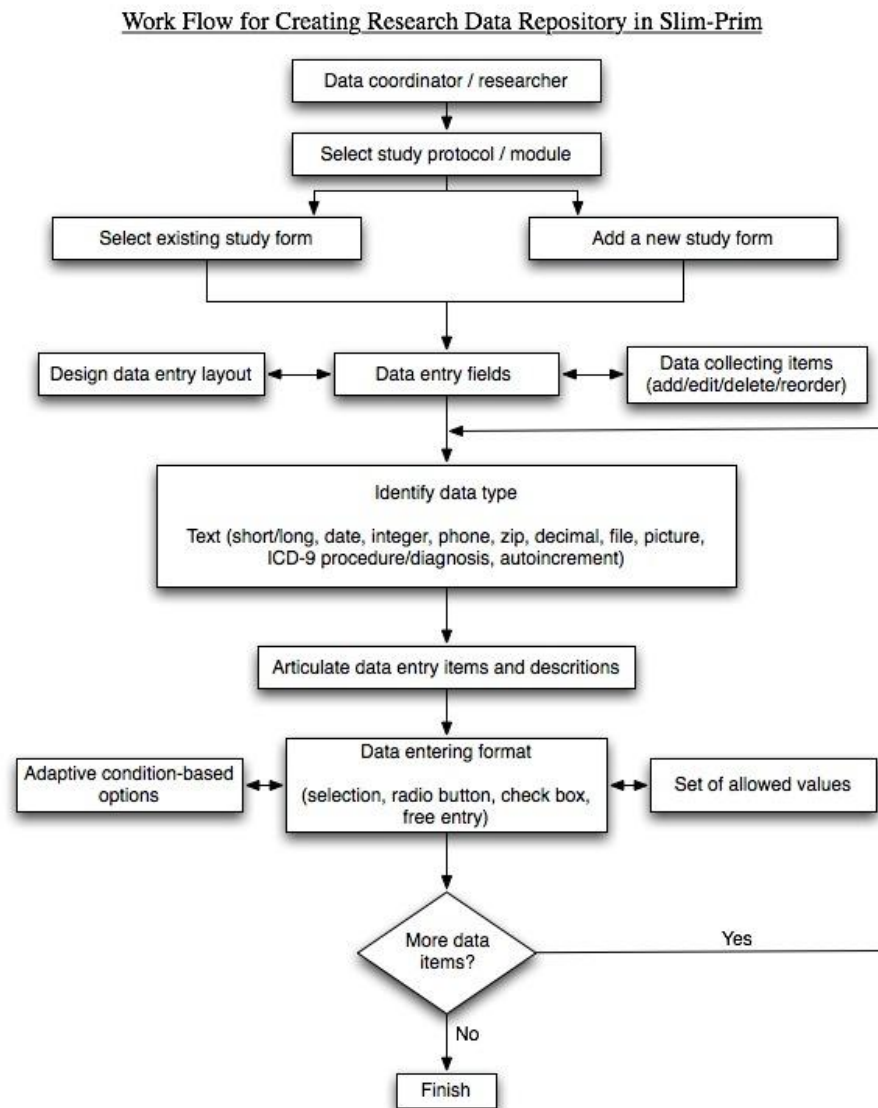 Work Flow for Creating Research Data Repository in Slim-Prim
Data coordinator / researcher
Select study protocol / module
Select existing study form
Add a new study form
Design data entry layout
Data entry fields
Data collecting items
(add/edit/delete/reorder)
Identify data type
Text (short/long, date, integer, phone, zip, decimal, file, picture,
ICD-9 procedure/diagnosis, autoincrement)
Articulate data entry items and descritions
Adaptive condition-based
options
Data entering format
(selection, radio button, check box,
free entry)
Set of allowed values
More data
items?
Yes
No
Finish